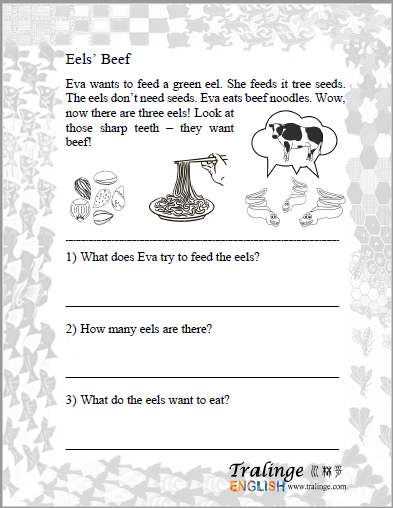 Eels' Beef
Eva wants to feed a green eel. She feeds it tree seeds.
The eels don't need seeds. Eva eats beef noodles. Wow,
now there are three eels! Look at
those sharp teeth – they want
beef!
1) What does Eva try to feed the eels?
2) How many eels are there?
3) What do the eels want to eat?
Tralinge
ENGLISH www.tralinge.com